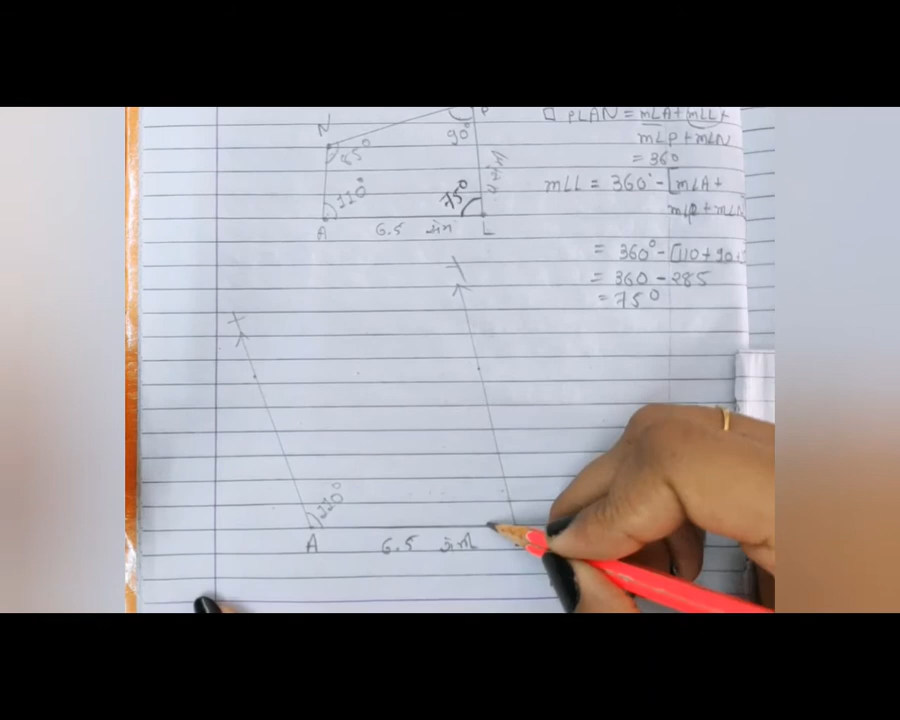 N
P
85°
90°
110°
75°
A
6.5 सेमी
L
□ PLAN = m∠A + m∠L +
m∠P + m∠N
= 360
m∠L = 360° - [m∠A +
m∠P + m∠N
= 360° - [110 + 90 +
= 360 - 285
= 75°
110°
A
6.5